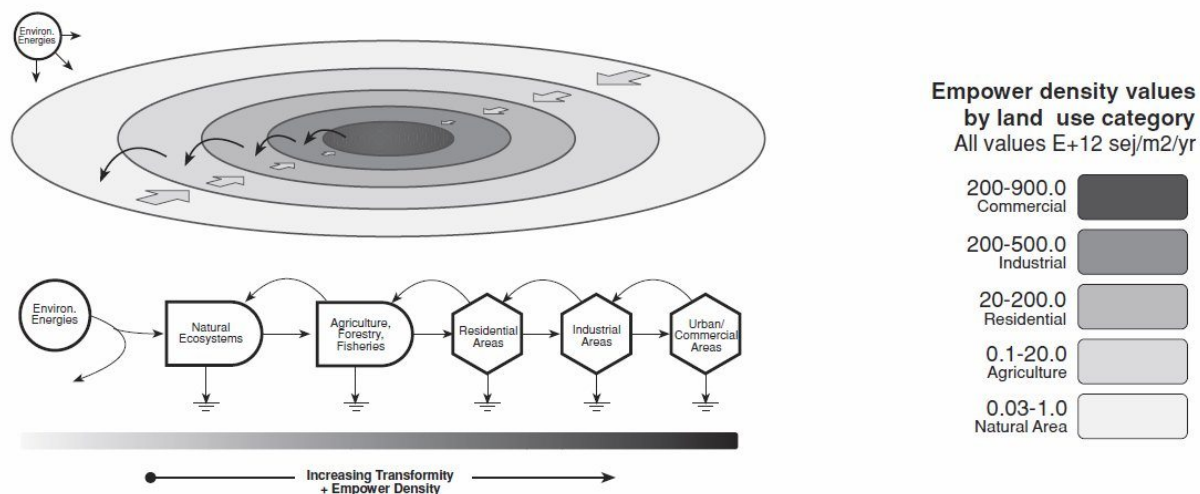 Environ.
Energies
Empower density values
by land use category
All values E+12 sej/m2/yr
200-900.0
Commercial
200-500.0
Industrial
20-200.0
Residential
0.1-20.0
Agriculture
0.03-1.0
Natural Area
Environ.
Energies
Natural
Ecosystems
Agriculture,
Forestry,
Fisheries
Residential
Areas
Industrial
Areas
Urban/
Commercial
Areas
Increasing Transformity
+ Empower Density